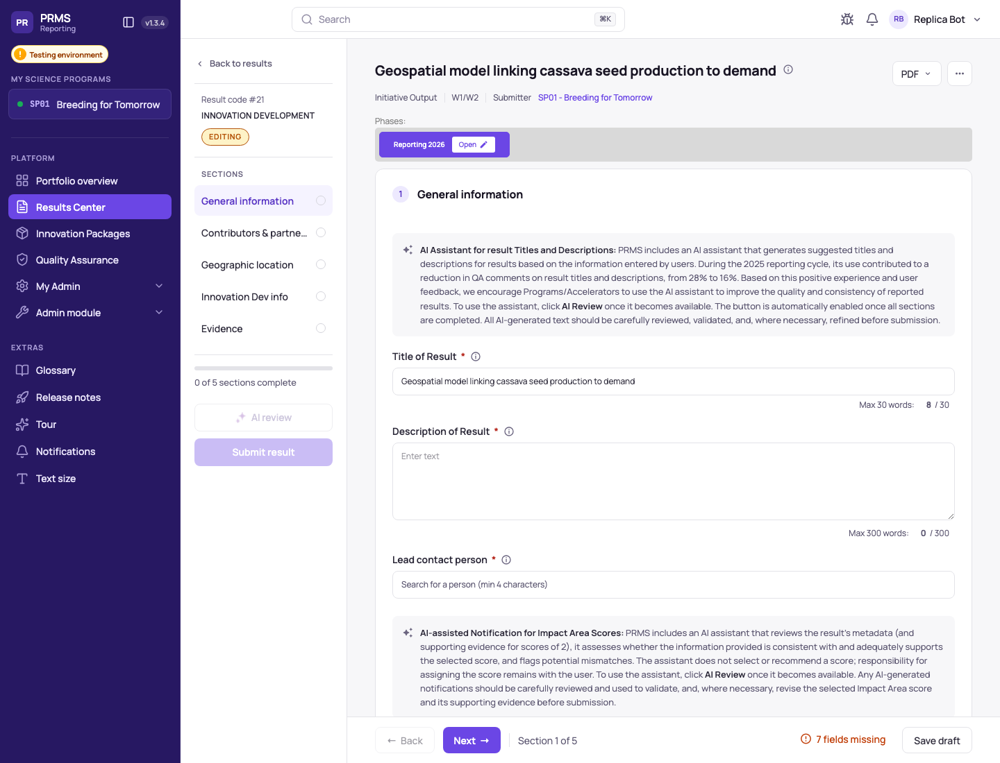 PR
PRMS
Reporting
v1.3.4
Testing environment
MY SCIENCE PROGRAMS
SP01 Breeding for Tomorrow
PLATFORM
Portfolio overview
Results Center
Innovation Packages
Quality Assurance
My Admin
Admin module
EXTRAS
Glossary
Release notes
Tour
Notifications
Text size
Search
⌘K
RB
Replica Bot
Back to results
Result code #21
INNOVATION DEVELOPMENT
EDITING
SECTIONS
General information
Contributors & partne...
Geographic location
Innovation Dev info
Evidence
0 of 5 sections complete
AI review
Submit result
Geospatial model linking cassava seed production to demand
PDF
Initiative Output W1/W2 Submitter SP01 - Breeding for Tomorrow
Phases:
Reporting 2026 Open
1 General information
AI Assistant for result Titles and Descriptions: PRMS includes an AI assistant that generates suggested titles and
descriptions for results based on the information entered by users. During the 2025 reporting cycle, its use contributed to a
reduction in QA comments on result titles and descriptions, from 28% to 16%. Based on this positive experience and user
feedback, we encourage Programs/Accelerators to use the AI assistant to improve the quality and consistency of reported
results. To use the assistant, click AI Review once it becomes available. The button is automatically enabled once all sections
are completed. All AI-generated text should be carefully reviewed, validated, and, where necessary, refined before submission.
Title of Result *
Geospatial model linking cassava seed production to demand
Max 30 words: 8 / 30
Description of Result *
Enter text
Max 300 words: 0 / 300
Lead contact person *
Search for a person (min 4 characters)
AI-assisted Notification for Impact Area Scores: PRMS includes an AI assistant that reviews the result's metadata (and
supporting evidence for scores of 2), it assesses whether the information provided is consistent with and adequately supports
the selected score, and flags potential mismatches. The assistant does not select or recommend a score; responsibility for
assigning the score remains with the user. To use the assistant, click AI Review once it becomes available. Any AI-generated
notifications should be carefully reviewed and used to validate, and, where necessary, revise the selected Impact Area score
and its supporting evidence before submission.
← Back
Next →
Section 1 of 5
7 fields missing
Save draft